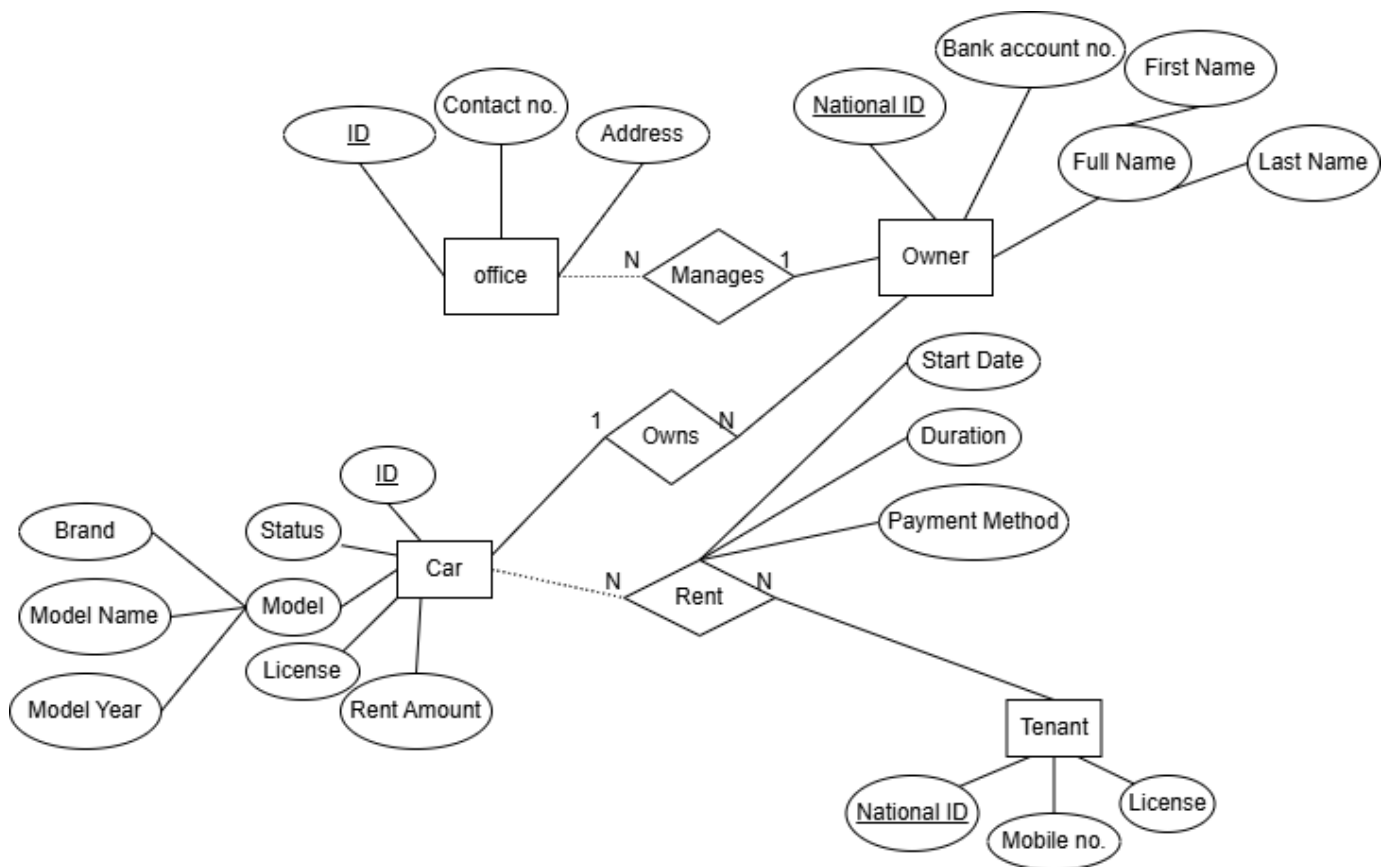 Bank account no.
First Name
National ID
Contact no.
ID
Address
Full Name
Last Name
office
N
Manages
1
Owner
Start Date
1
Owns
N
Duration
ID
Payment Method
Brand
Status
Car
Model Name
Model
N
Rent
N
License
Model Year
Rent Amount
Tenant
National ID
License
Mobile no.